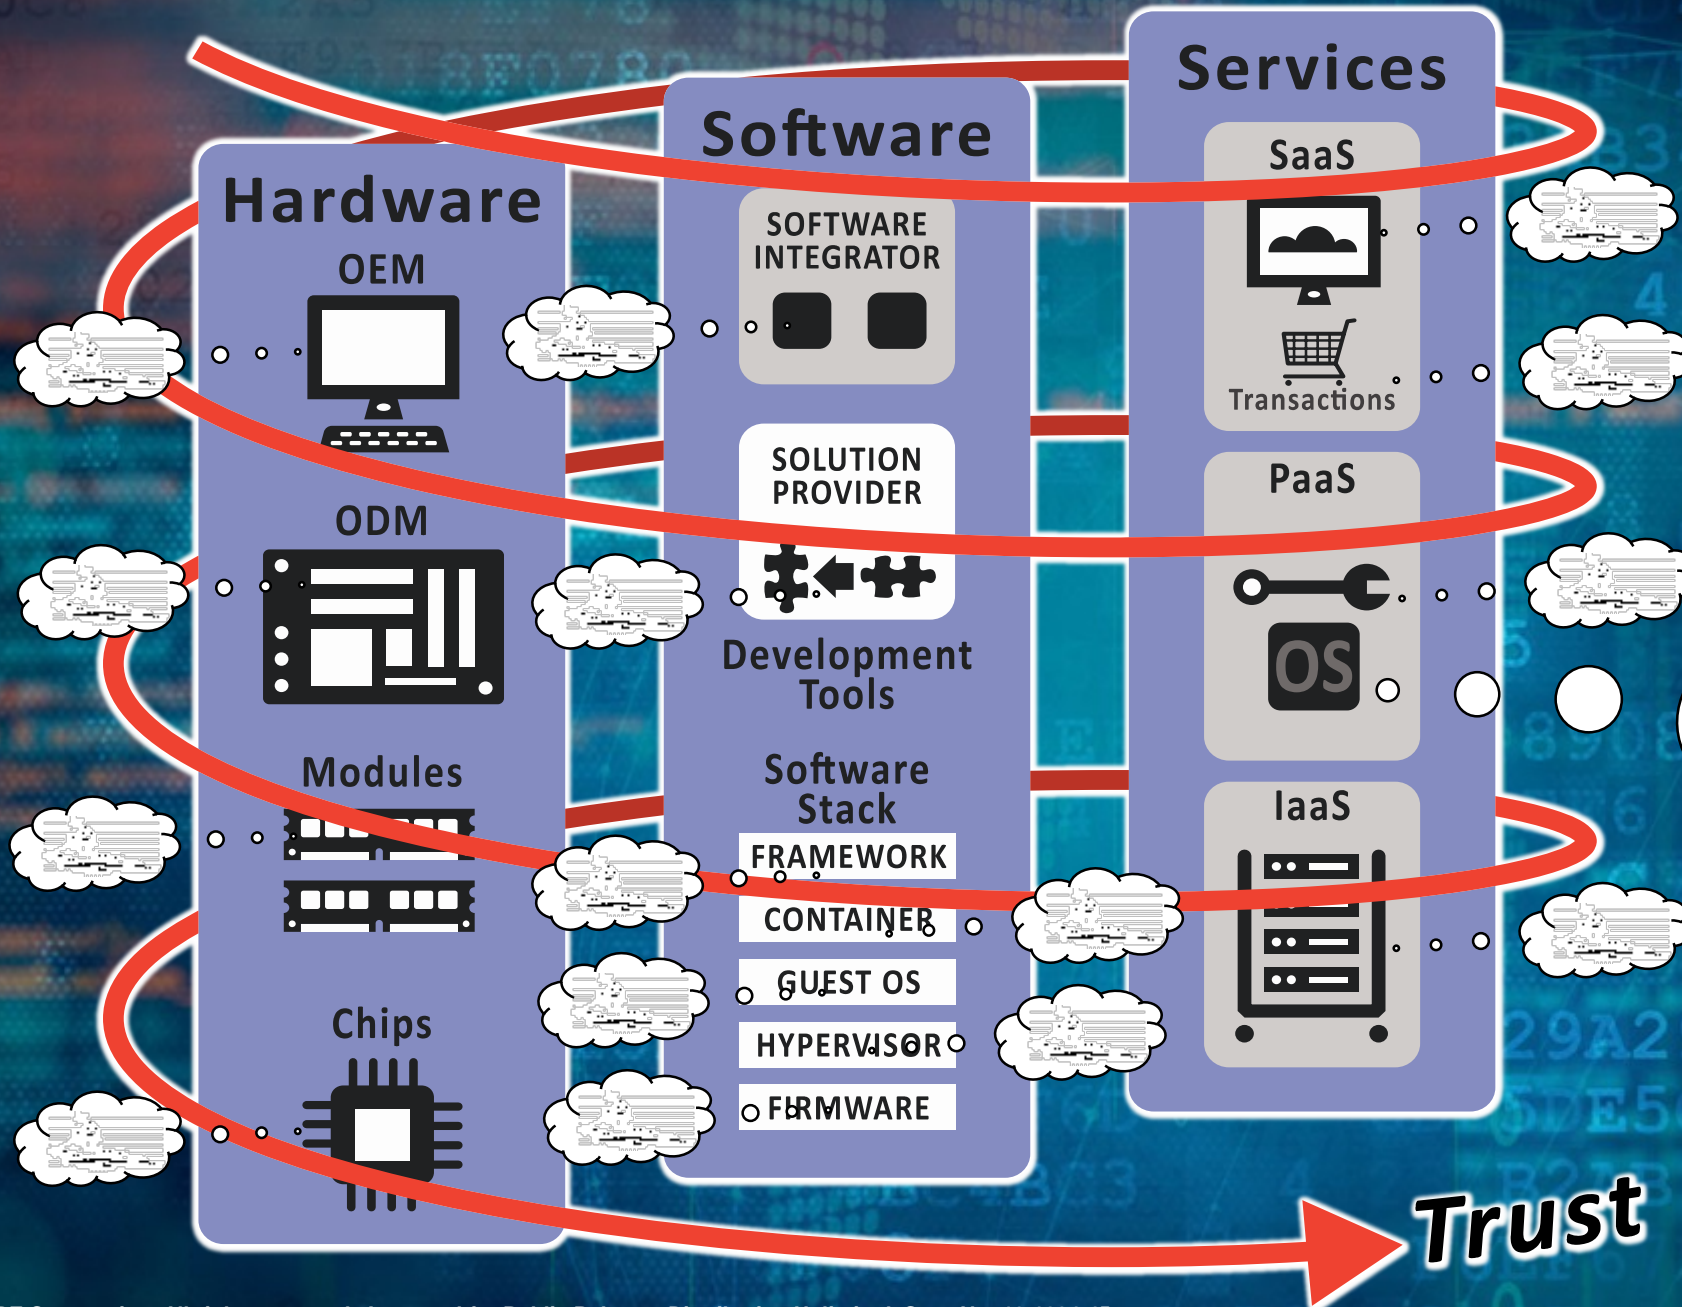 Hardware
OEM
ODM
Modules
Chips
Software
SOFTWARE
INTEGRATOR
SOLUTION
PROVIDER
Development
Tools
Software
Stack
FRAMEWORK
CONTAINER
GUEST OS
HYPERVISOR
FIRMWARE
Services
SaaS
Transactions
PaaS
OS
IaaS
Trust